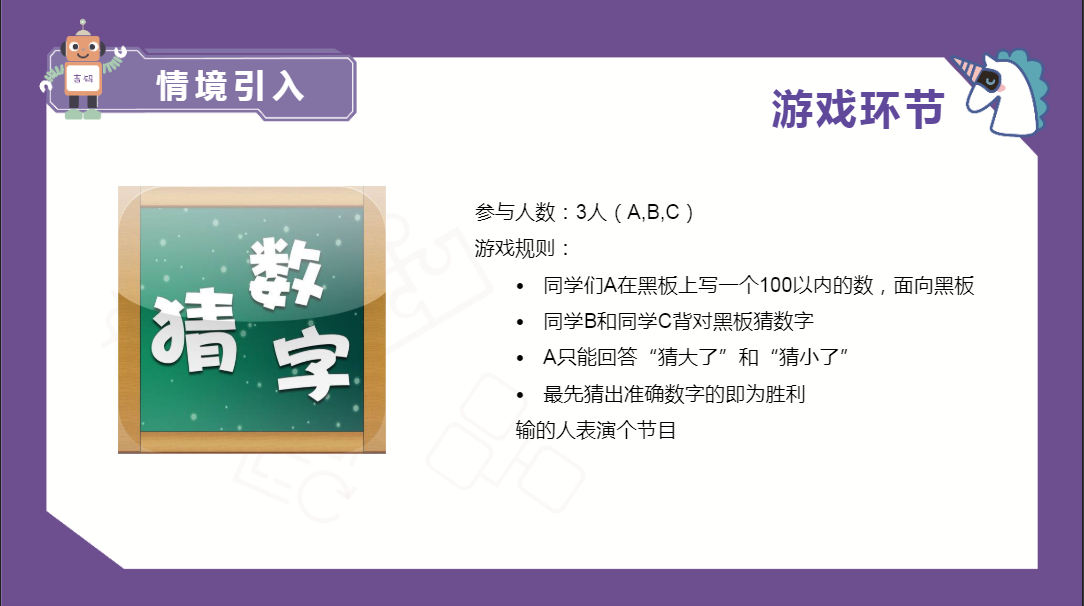 吉码
情境引入
游戏环节
数
猜
字
参与人数：3人（A,B,C）
游戏规则：
• 同学们A在黑板上写一个100以内的数，面向黑板
• 同学B和同学C背对黑板猜数字
• A只能回答“猜大了”和“猜小了”
• 最先猜出准确数字的即为胜利
输的人表演个节目